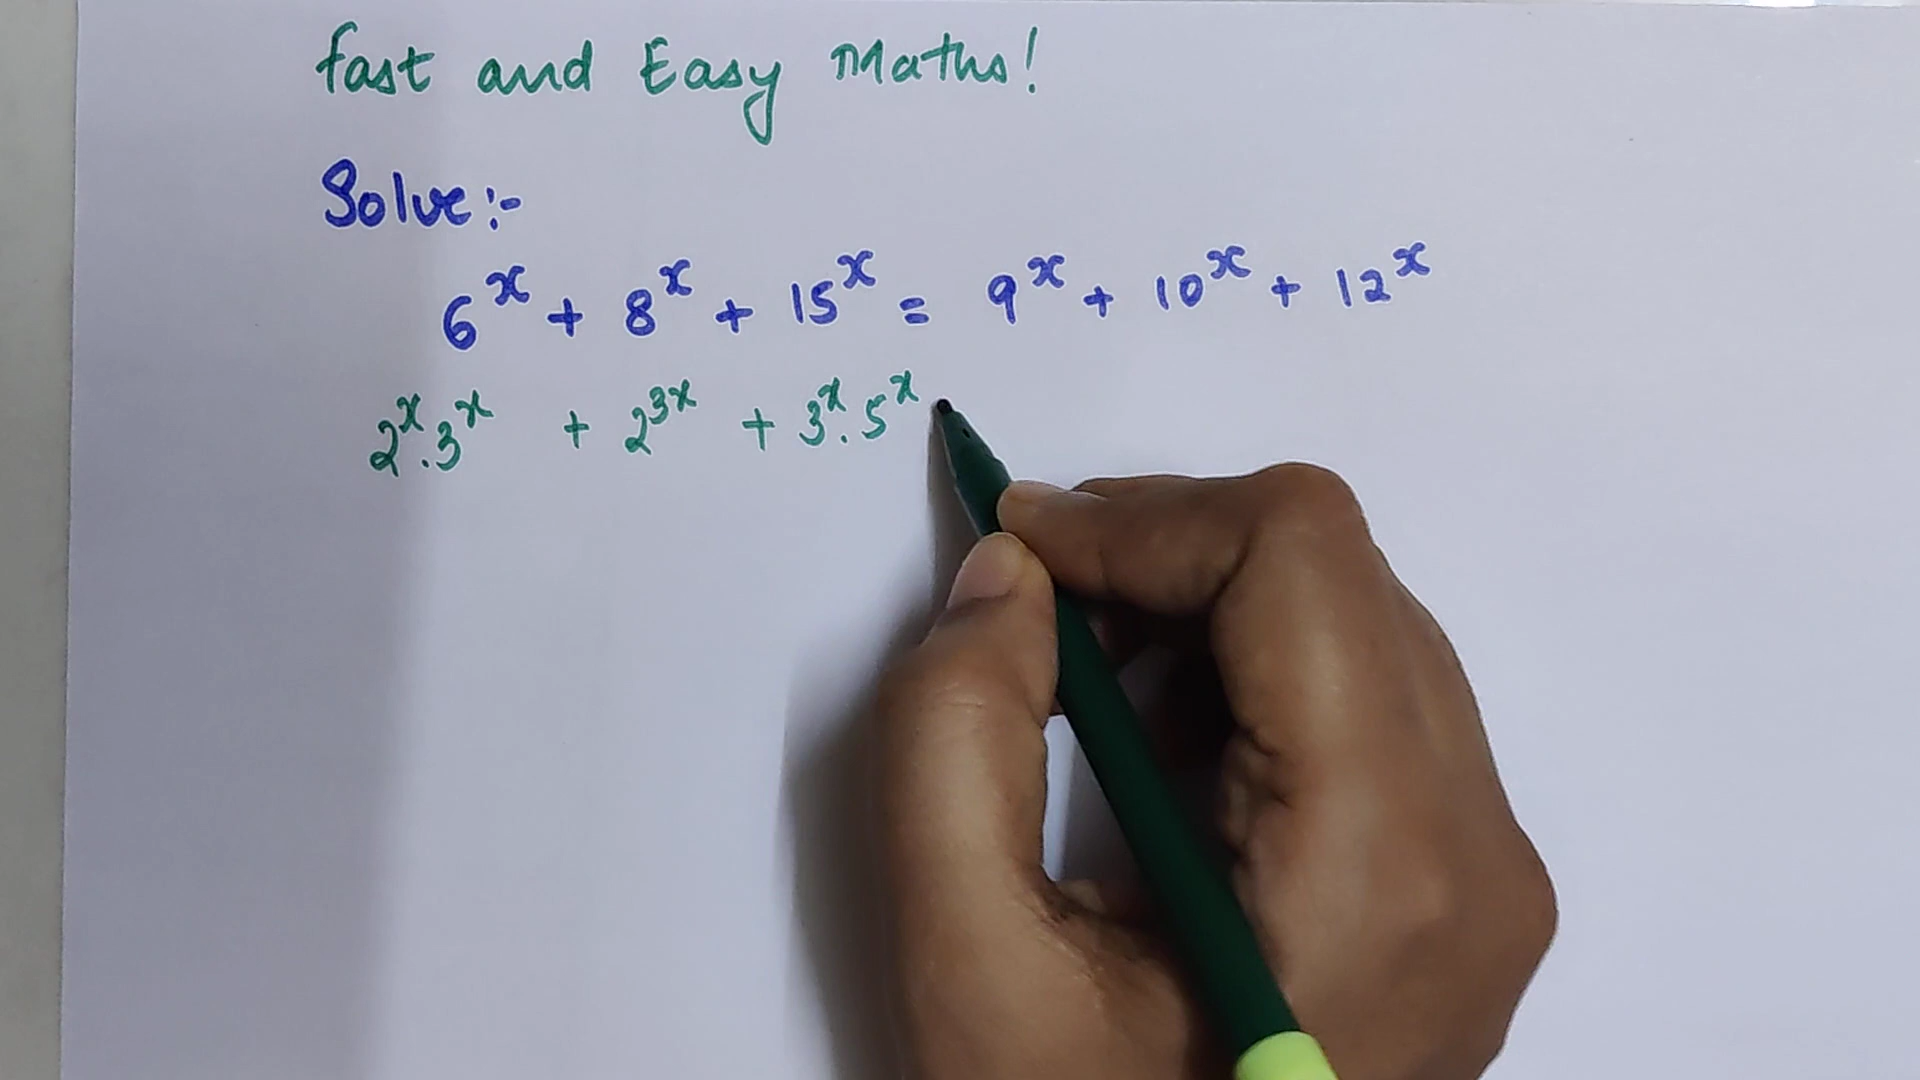 fast and Easy Maths!
Solve:-
6^x + 8^x + 15^x = 9^x + 10^x + 12^x
2^x . 3^x + 2^3x + 3^x . 5^x